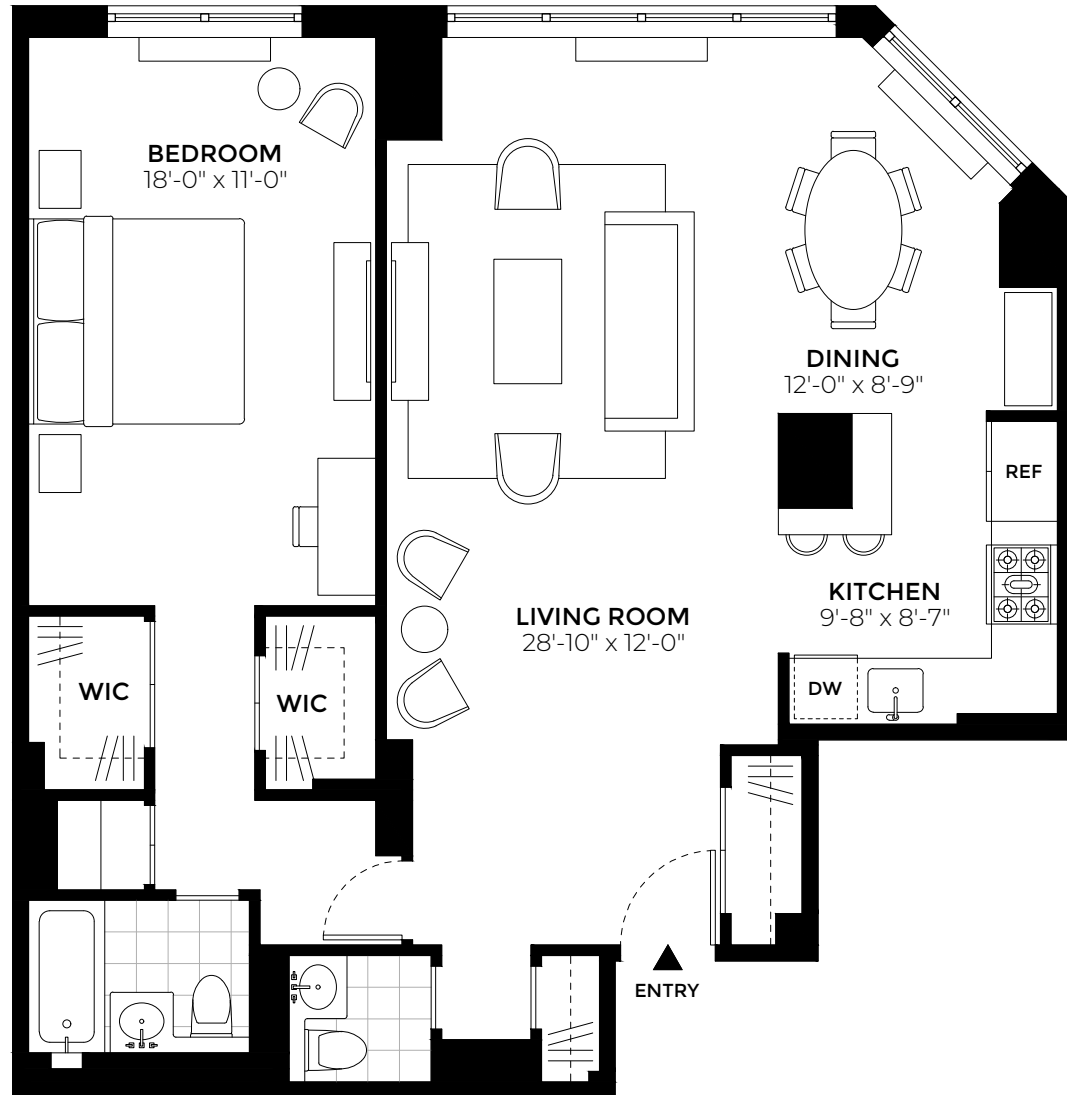 BEDROOM
18'-0" x 11'-0"
DINING
12'-0" x 8'-9"
REF
KITCHEN
9'-8" x 8'-7"
LIVING ROOM
28'-10" x 12'-0"
WIC
WIC
DW
ENTRY